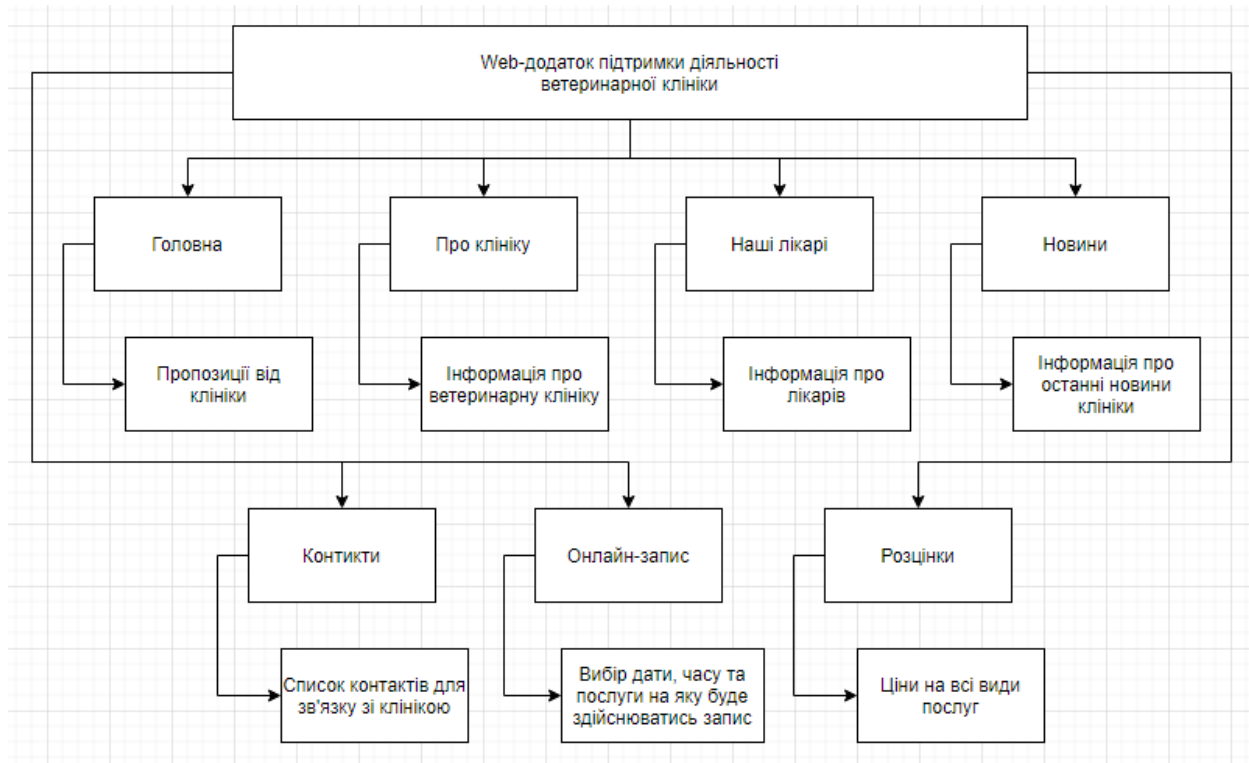 Web-додаток підтримки діяльності
ветеринарної клініки
Головна
Про клініку
Наші лікарі
Новини
Пропозиції від
клініки
Інформація про
ветеринарну клініку
Інформація про
лікарів
Інформація про
останні новини
клініки
Контикти
Онлайн-запис
Розцінки
Список контактів для
зв'язку зі клінікою
Вибір дати, часу та
послуги на яку буде
здійснюватись запис
Ціни на всі види
послуг